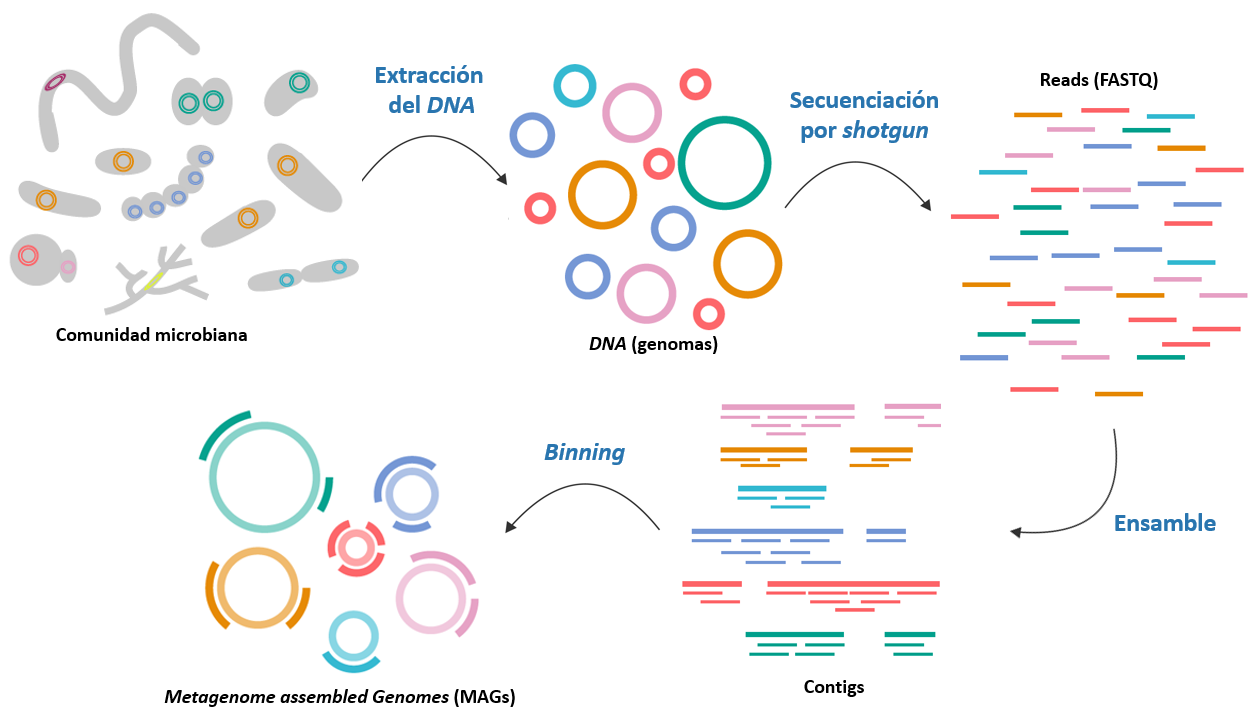 Extracción
del DNA
Comunidad microbiana
DNA (genomas)
Secuenciación
por shotgun
Reads (FASTQ)
Ensamble
Contigs
Binning
Metagenome assembled Genomes (MAGs)